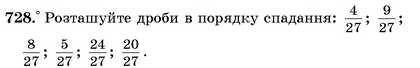 728.° Розташуйте дроби в порядку спадання: 4/27; 9/27;
8/27; 5/27; 24/27; 20/27.